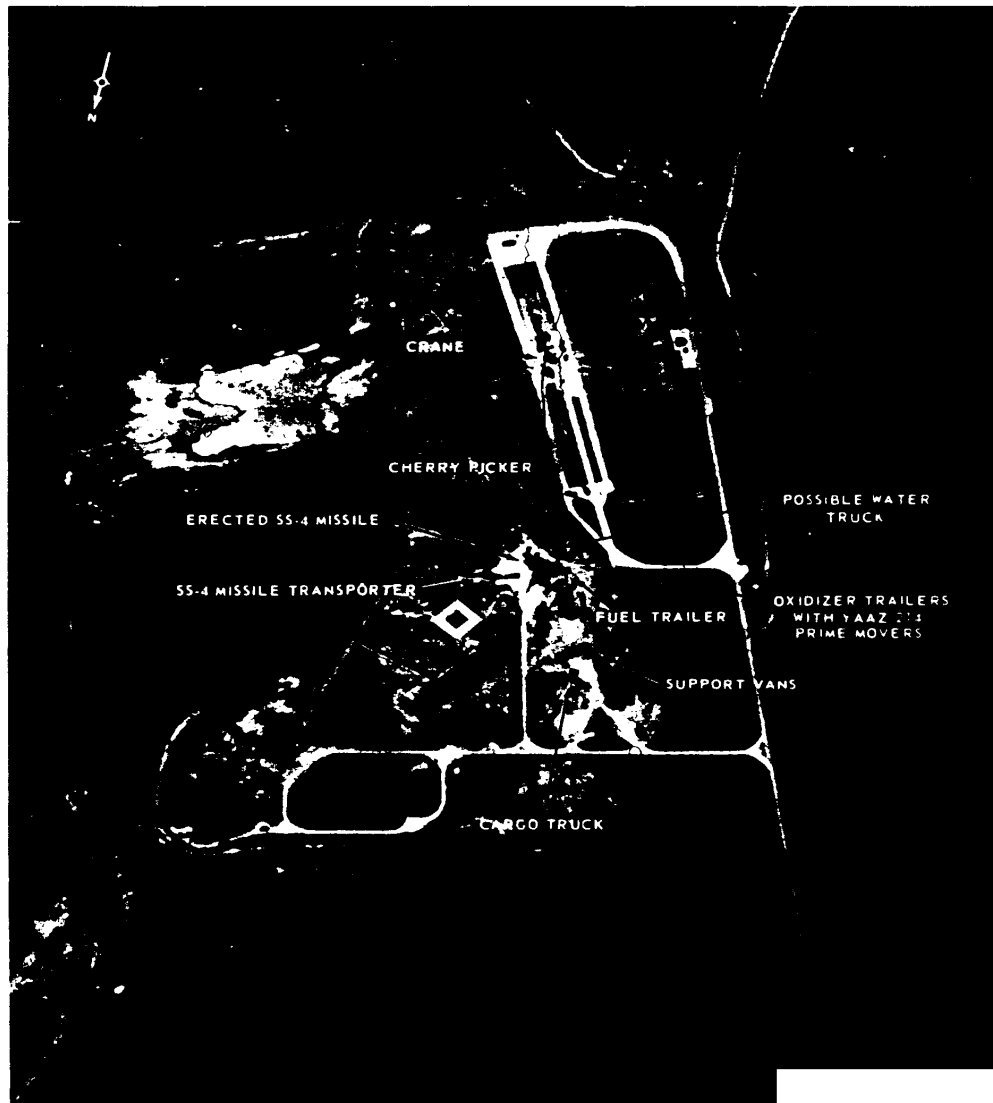 N
CRANE
CHERRY PICKER
POSSIBLE WATER
TRUCK
ERECTED SS-4 MISSILE
SS-4 MISSILE TRANSPORTER
FUEL TRAILER
OXIDIZER TRAILERS
WITH YAAZ
PRIME MOVERS
SUPPORT VANS
CARGO TRUCK